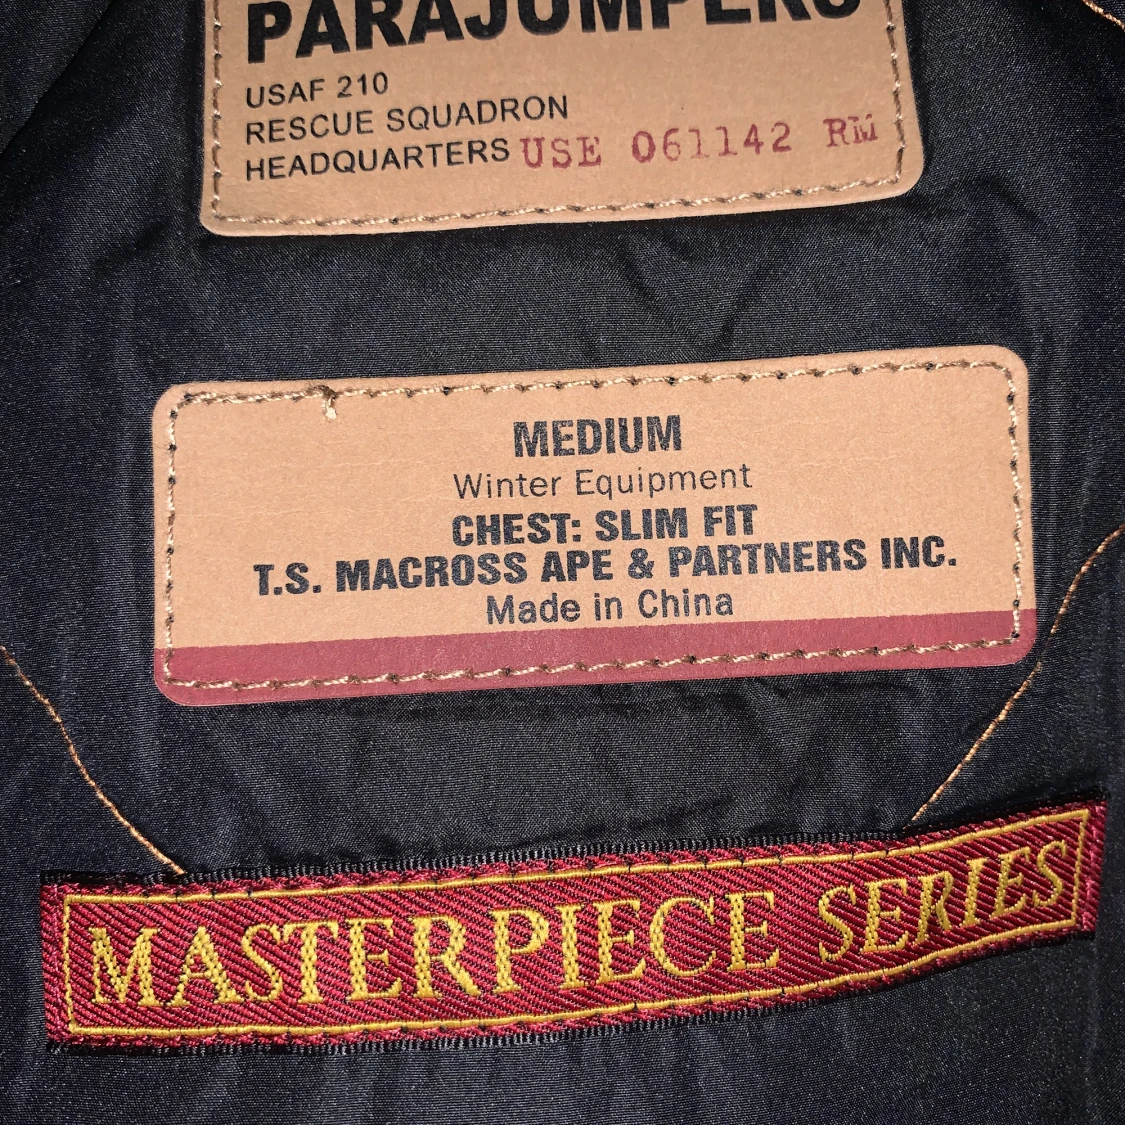 PARAJUMPERS
USAF 210
RESCUE SQUADRON
HEADQUARTERS USE 061142 RM
MEDIUM
Winter Equipment
CHEST: SLIM FIT
T.S. MACROSS APE & PARTNERS INC.
Made in China
MASTERPIECE SERIES